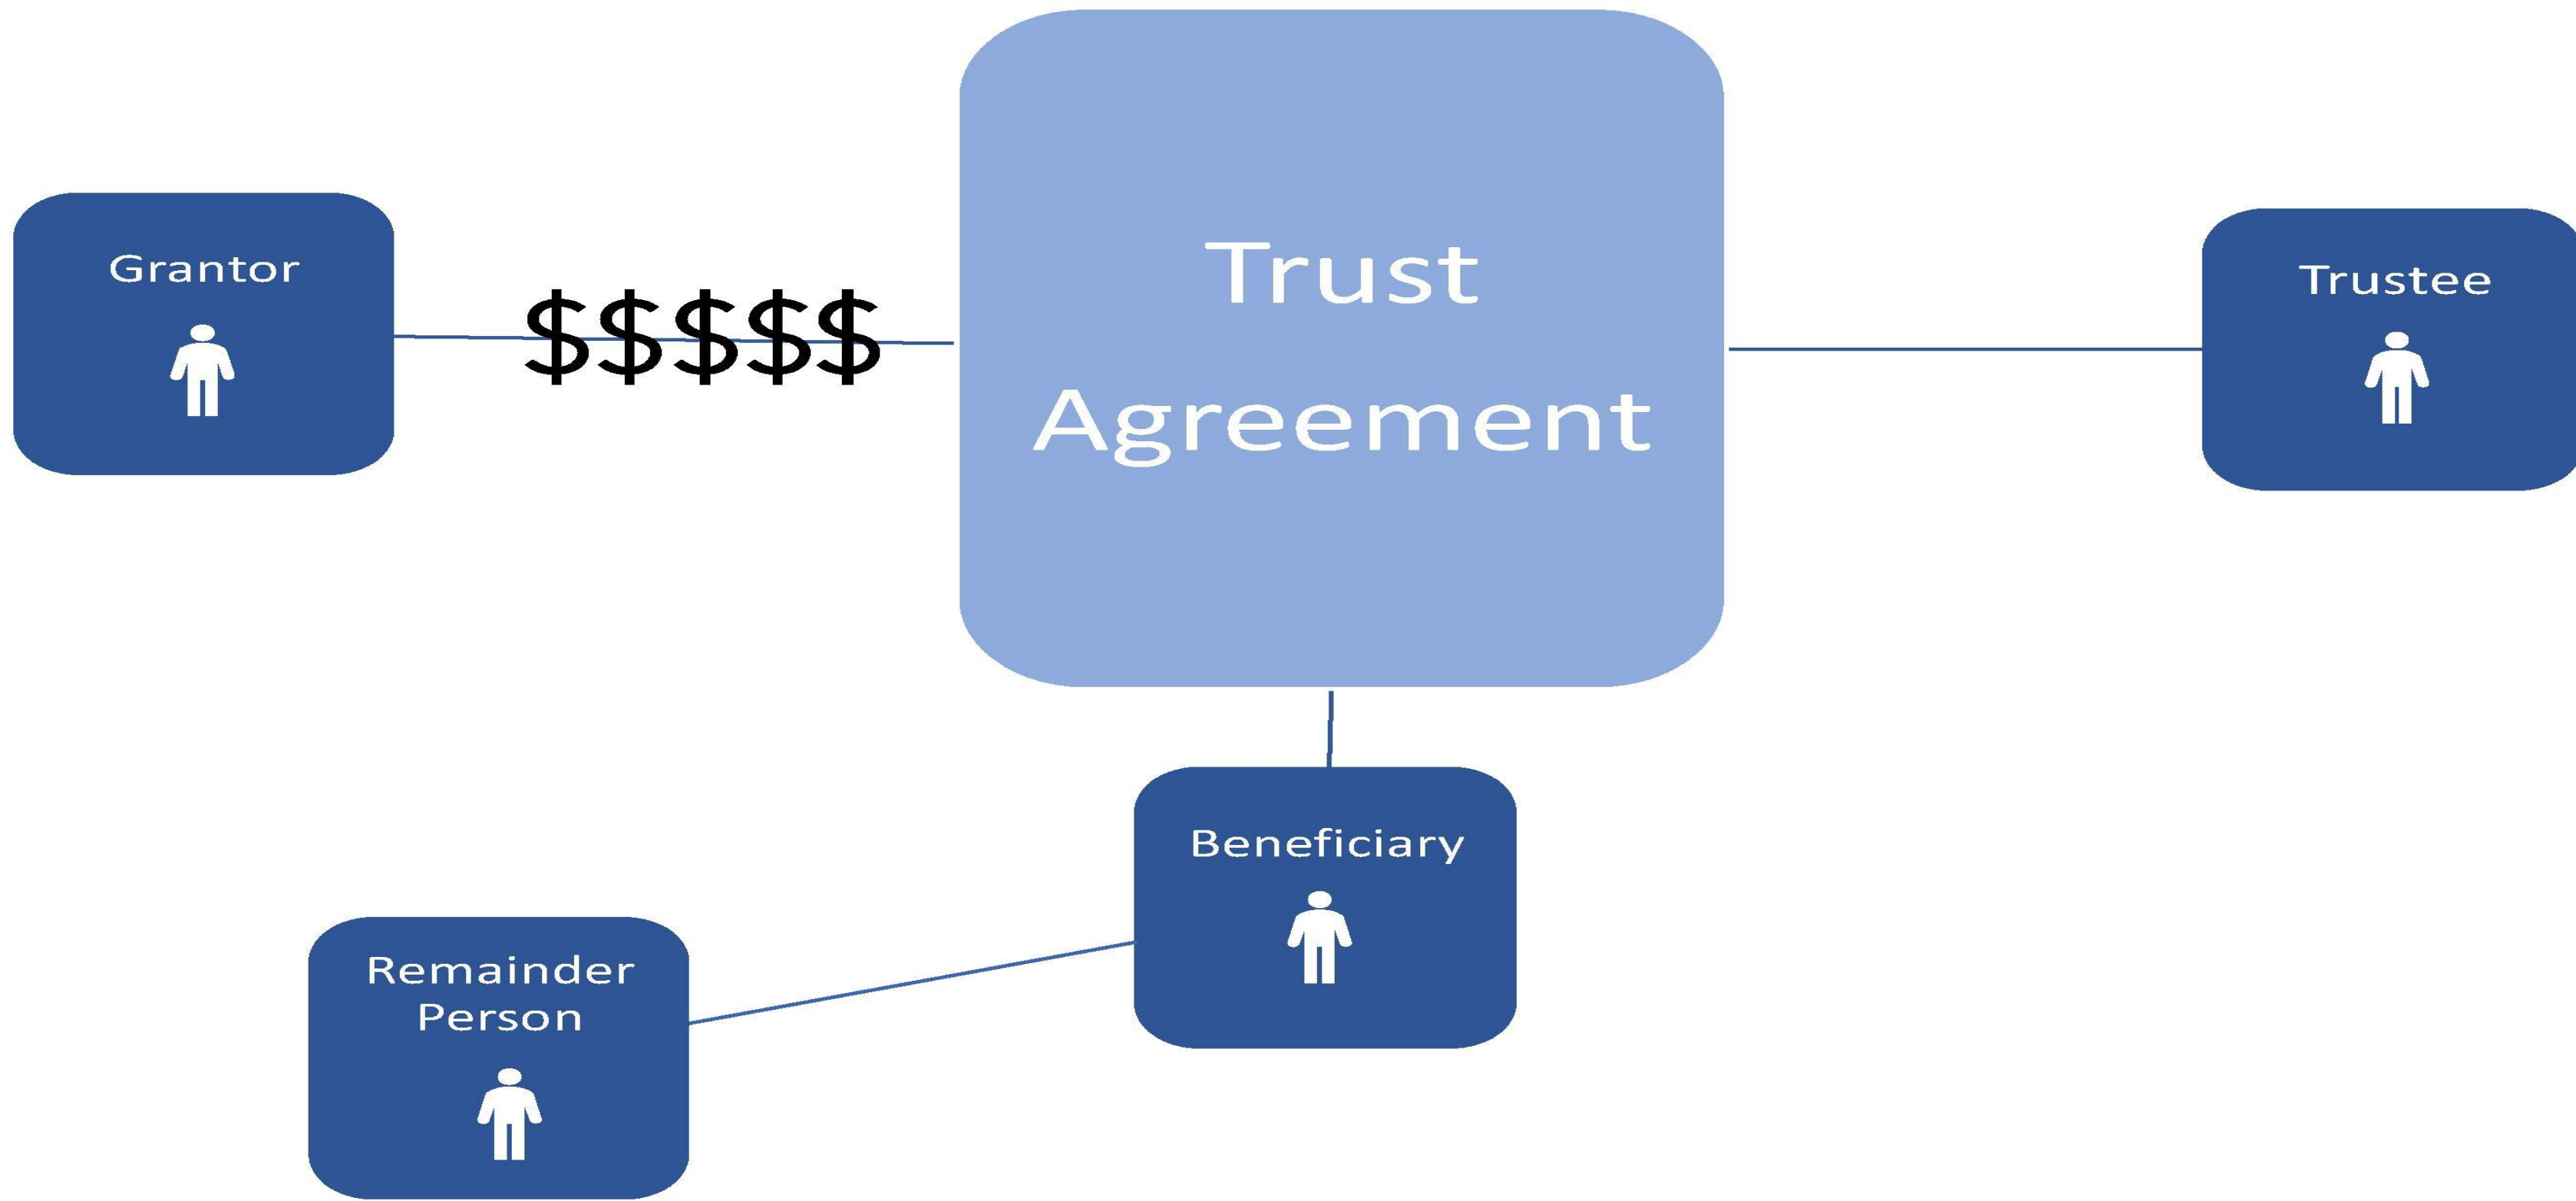 Grantor
$$$$$
Trust
Agreement
Trustee
Beneficiary
Remainder
Person